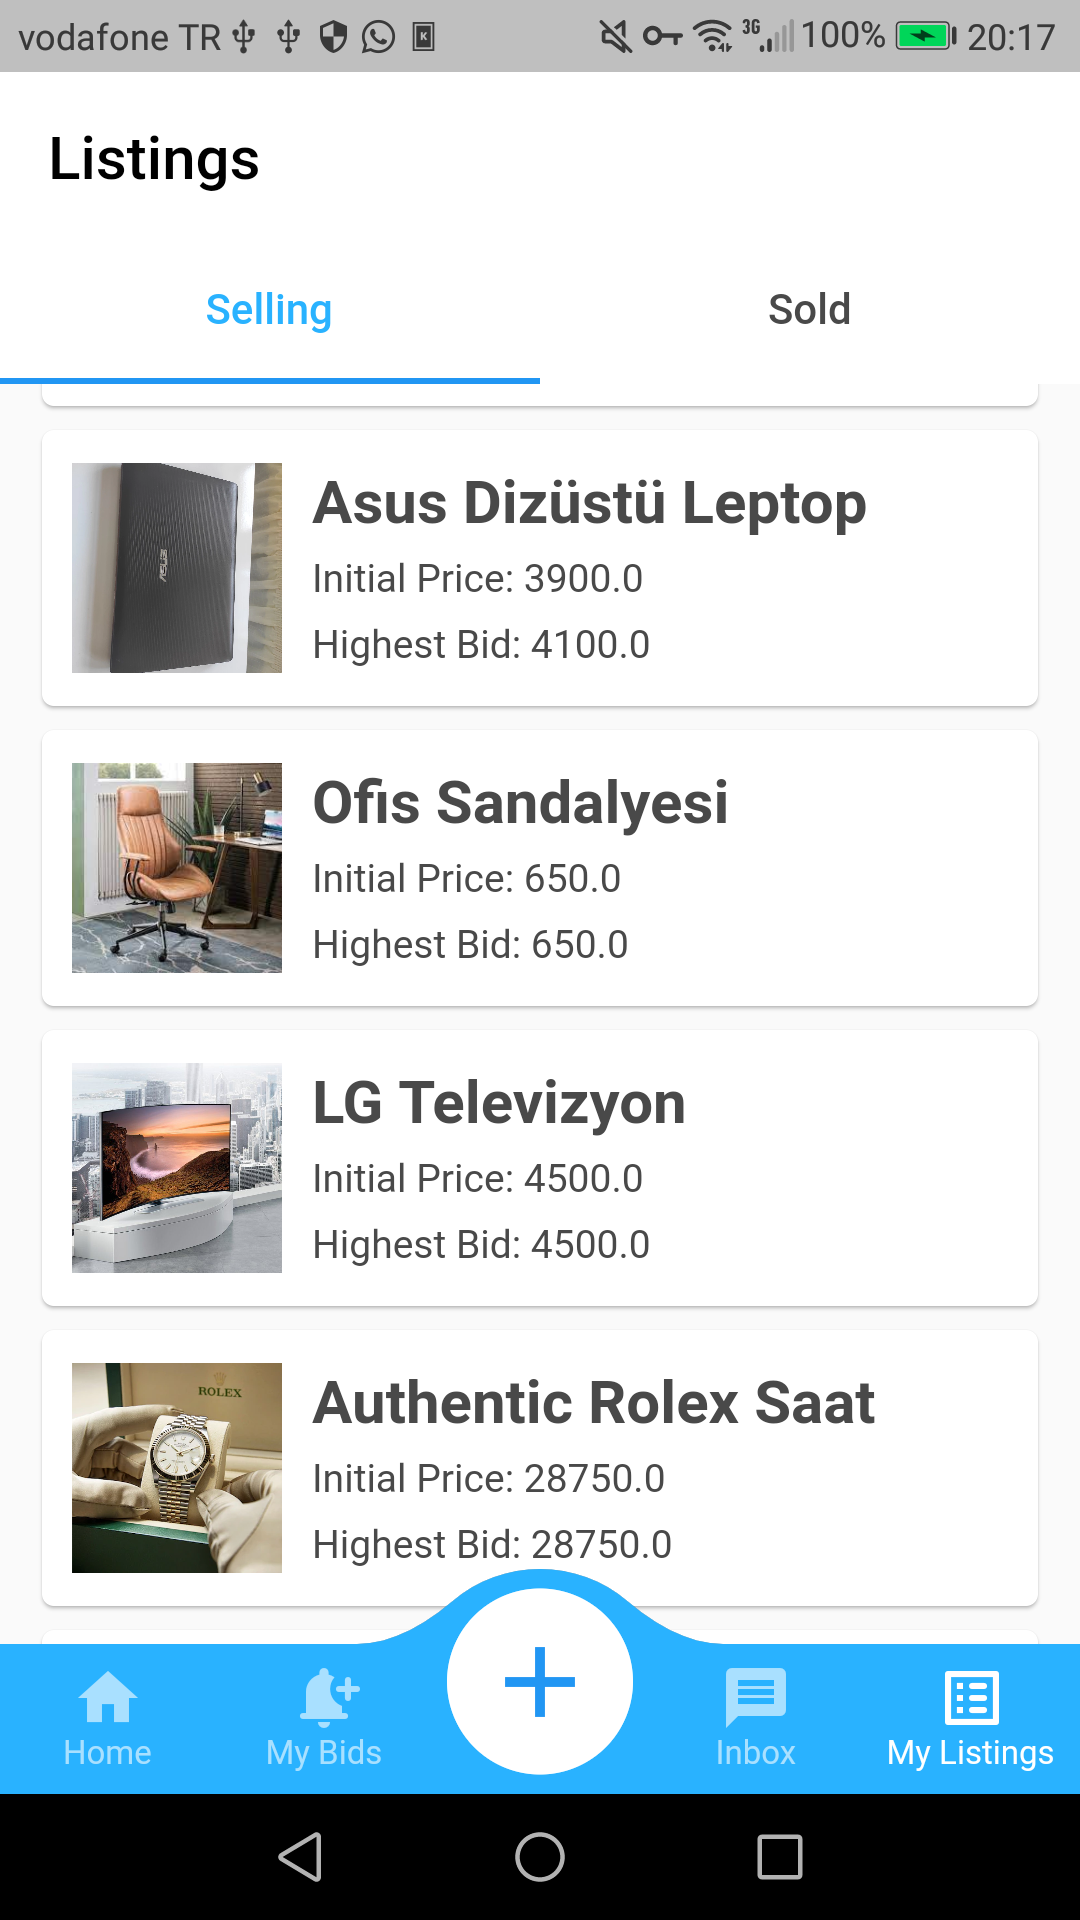 vodafone TR 3G 100% 20:17
Listings
Selling Sold
Asus Dizüstü Leptop
Initial Price: 3900.0
Highest Bid: 4100.0
ASUS
Ofis Sandalyesi
Initial Price: 650.0
Highest Bid: 650.0
LG Televizyon
Initial Price: 4500.0
Highest Bid: 4500.0
ROLEX
Authentic Rolex Saat
Initial Price: 28750.0
Highest Bid: 28750.0
Home My Bids Inbox My Listings